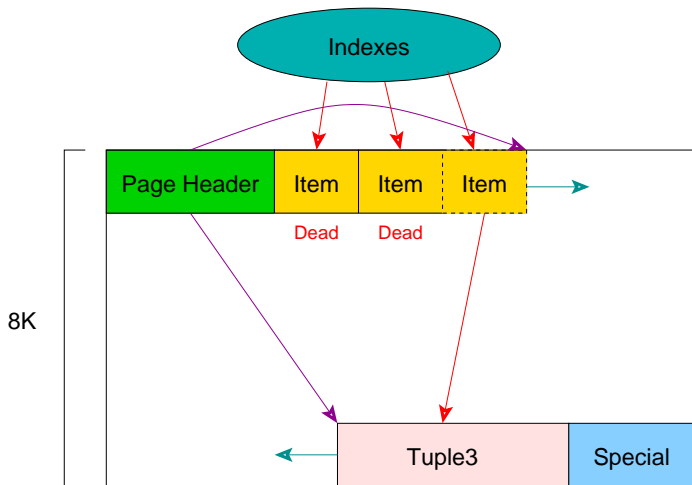 Indexes
Page Header Item Item Item
Dead Dead
8K
Tuple3 Special